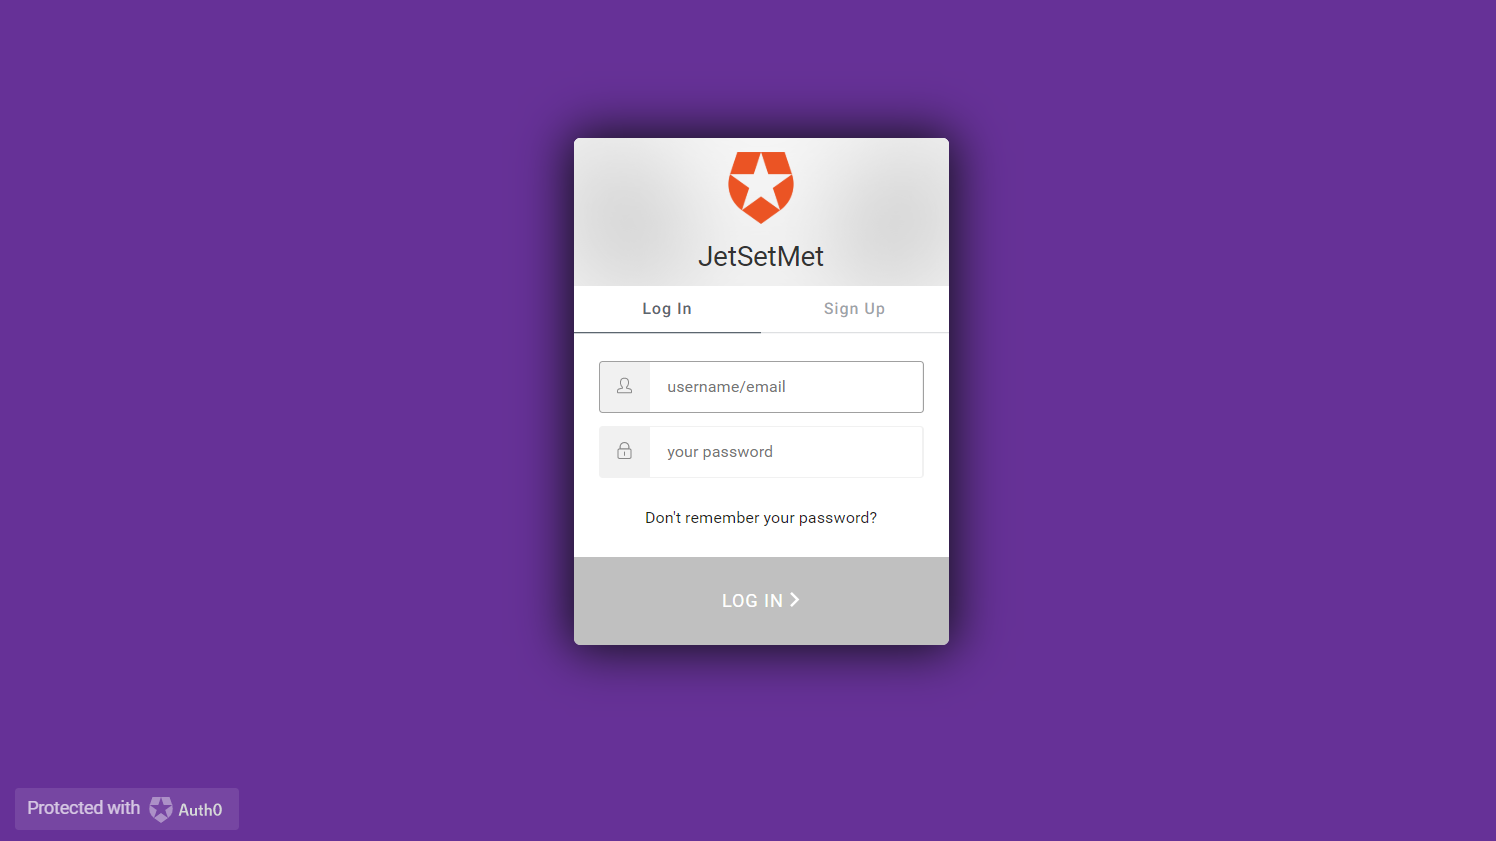 JetSetMet
Log In
Sign Up
username/email
your password
Don't remember your password?
LOG IN
Protected with Auth0